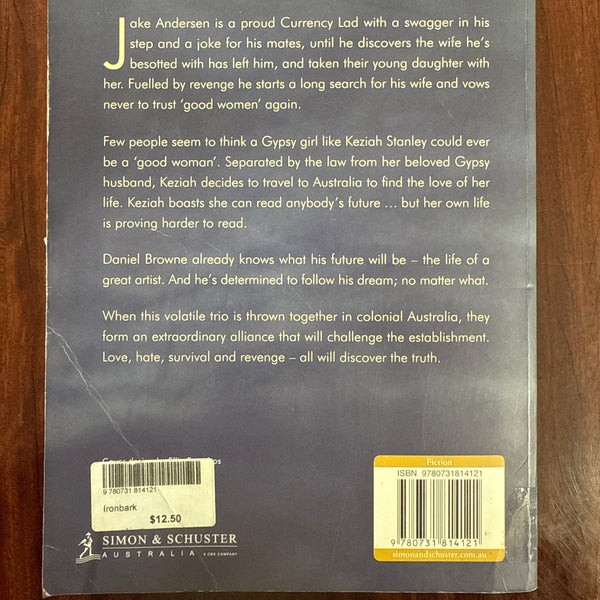 Jake Andersen is a proud Currency Lad with a swagger in his
step and a joke for his mates, until he discovers the wife he's
besotted with has left him, and taken their young daughter with
her. Fuelled by revenge he starts a long search for his wife and vows
never to trust 'good women' again.
Few people seem to think a Gypsy girl like Keziah Stanley could ever
be a 'good woman'. Separated by the law from her beloved Gypsy
husband, Keziah decides to travel to Australia to find the love of her
life. Keziah boasts she can read anybody's future ... but her own life
is proving harder to read.
Daniel Browne already knows what his future will be – the life of a
great artist. And he's determined to follow his dream; no matter what.
When this volatile trio is thrown together in colonial Australia, they
form an extraordinary alliance that will challenge the establishment.
Love, hate, survival and revenge – all will discover the truth.
9 780731 814121
Ironbark
$12.50
SIMON & SCHUSTER
AUSTRALIA A CBS COMPANY
Fiction
ISBN 9780731814121
9 780731 814121
simonandschuster.com.au